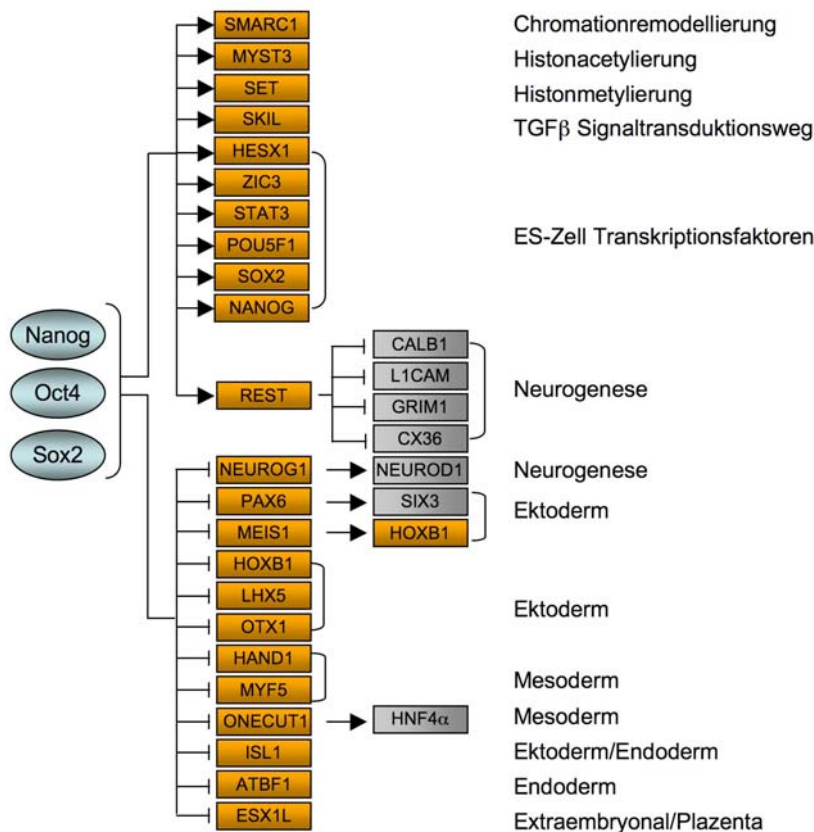 SMARC1 Chromationremodellierung
MYST3 Histonacetylierung
SET Histonmetylierung
SKIL TGFβ Signaltransduktionsweg
HESX1
ZIC3
STAT3 ES-Zell Transkriptionsfaktoren
POU5F1
SOX2
NANOG
Nanog
Oct4
Sox2
CALB1
L1CAM
REST Neurogenese
GRIM1
CX36
NEUROG1 NEUROD1 Neurogenese
PAX6 SIX3 Ektoderm
MEIS1 HOXB1
HOXB1
LHX5 Ektoderm
OTX1
HAND1
MYF5 Mesoderm
ONECUT1 HNF4α Mesoderm
ISL1 Ektoderm/Endoderm
ATBF1 Endoderm
ESX1L Extraembryonal/Plazenta